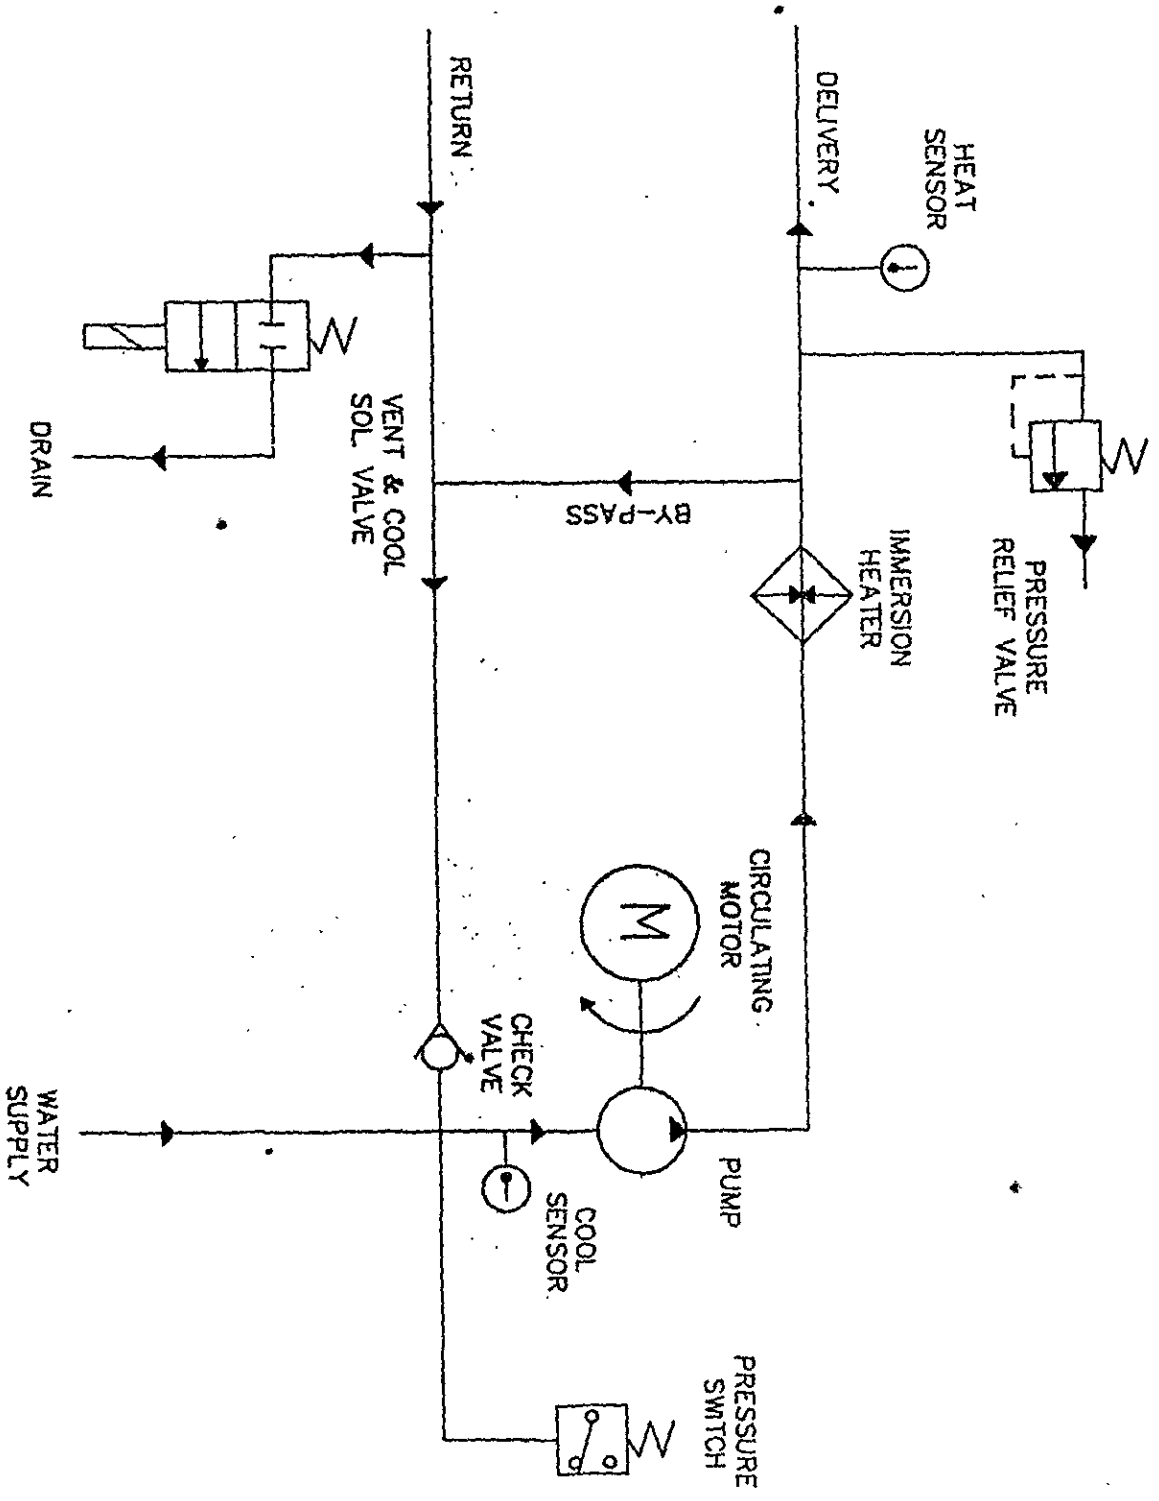 PRESSURE
RELIEF VALVE
HEAT
SENSOR
IMMERSION
HEATER
DELIVERY
CIRCULATING
MOTOR
M
PUMP
PRESSURE
SWITCH
BY-PASS
COOL
SENSOR
CHECK
VALVE
RETURN
VENT & COOL
SOL. VALVE
DRAIN
WATER
SUPPLY